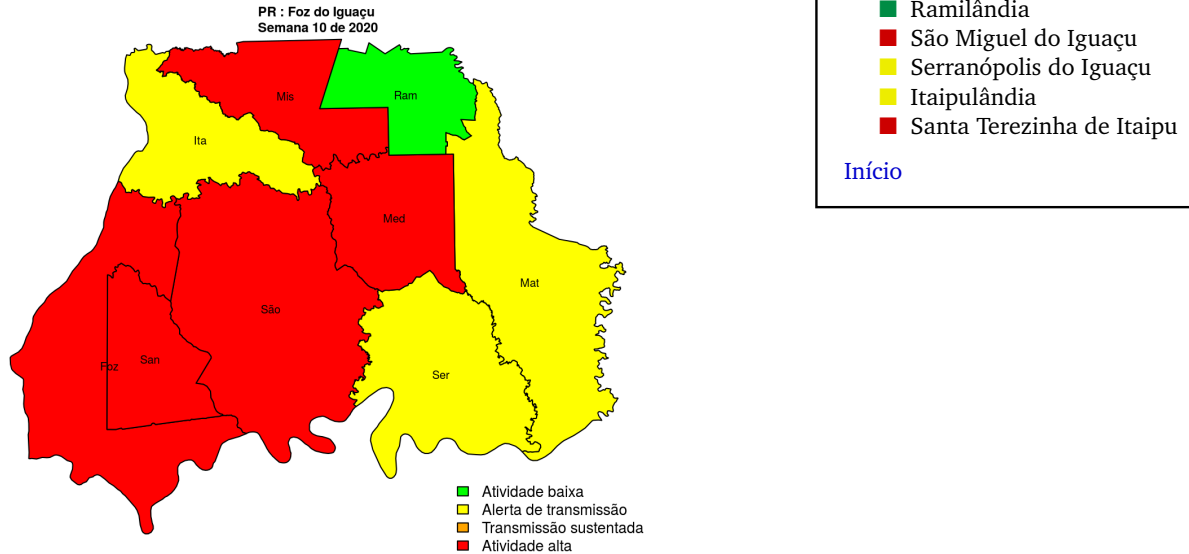 PR : Foz do Iguaçu
Semana 10 de 2020
Mis
Ram
Ita
Med
Mat
São
San
Foz
Ser
Atividade baixa
Alerta de transmissão
Transmissão sustentada
Atividade alta
Ramilândia
São Miguel do Iguaçu
Serranópolis do Iguaçu
Itaipulândia
Santa Terezinha de Itaipu
Início